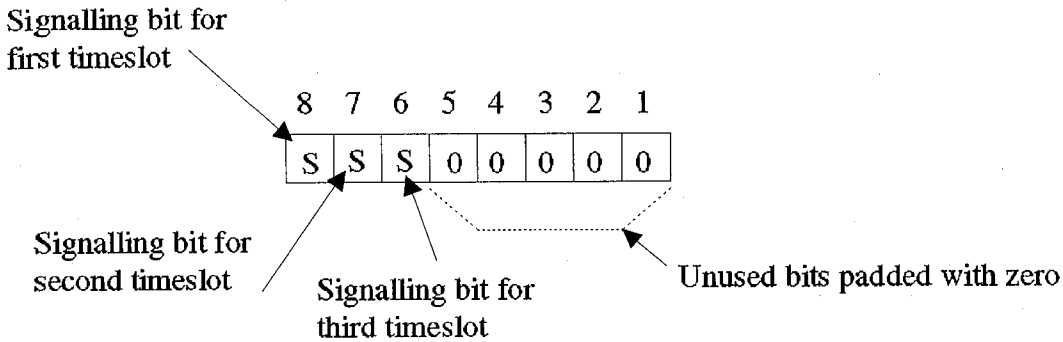 Signalling bit for
first timeslot
8 7 6 5 4 3 2 1
S S S 0 0 0 0 0
Signalling bit for
second timeslot
Signalling bit for
third timeslot
Unused bits padded with zero